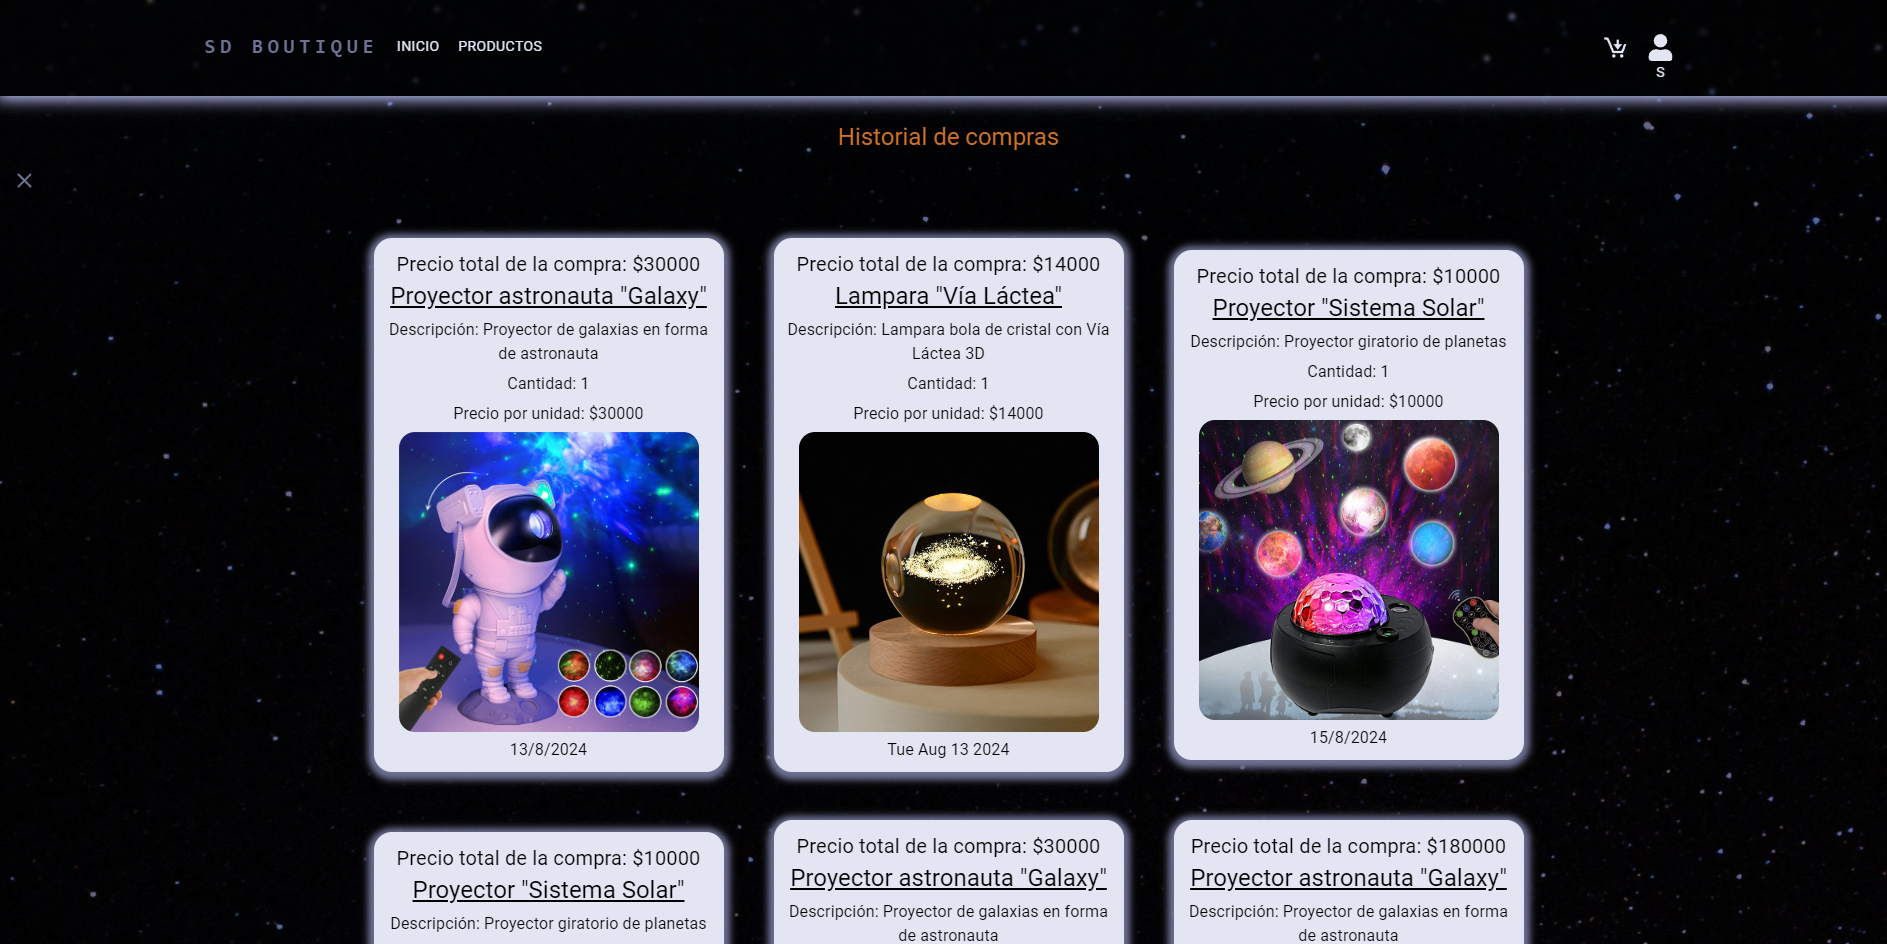 SD BOUTIQUE INICIO PRODUCTOS
S
Historial de compras
Precio total de la compra: $30000
Proyector astronauta "Galaxy"
Descripción: Proyector de galaxias en forma
de astronauta
Cantidad: 1
Precio por unidad: $30000
13/8/2024
Precio total de la compra: $14000
Lampara "Vía Láctea"
Descripción: Lampara bola de cristal con Vía
Láctea 3D
Cantidad: 1
Precio por unidad: $14000
Tue Aug 13 2024
Precio total de la compra: $10000
Proyector "Sistema Solar"
Descripción: Proyector giratorio de planetas
Cantidad: 1
Precio por unidad: $10000
15/8/2024
Precio total de la compra: $10000
Proyector "Sistema Solar"
Descripción: Proyector giratorio de planetas
Precio total de la compra: $30000
Proyector astronauta "Galaxy"
Descripción: Proyector de galaxias en forma
de astronauta
Precio total de la compra: $180000
Proyector astronauta "Galaxy"
Descripción: Proyector de galaxias en forma
de astronauta